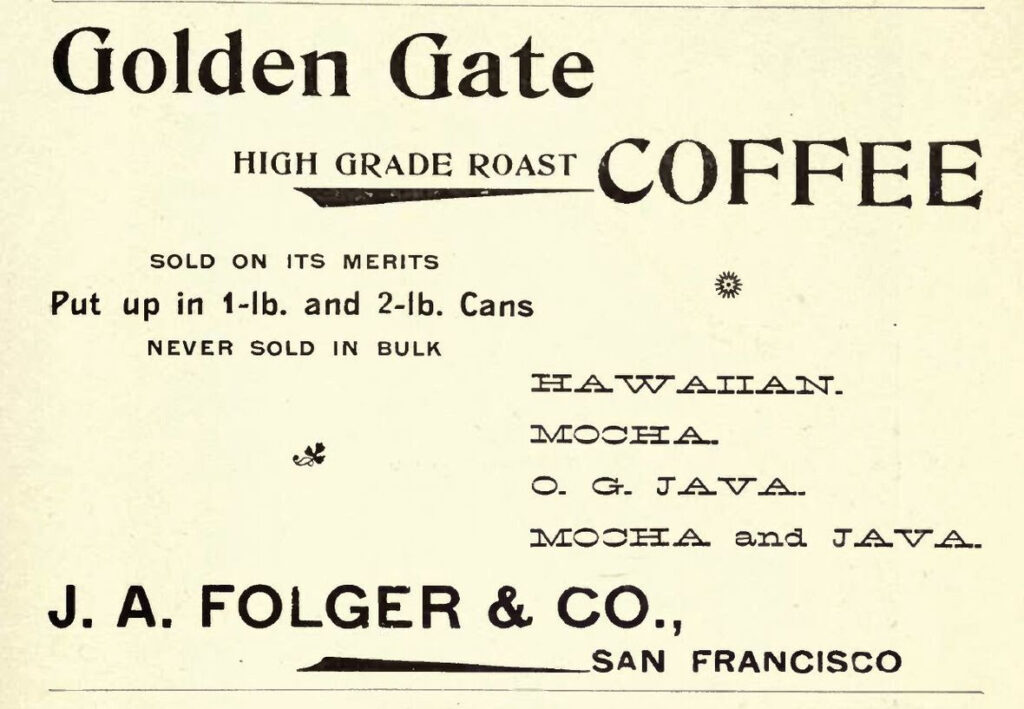 Golden Gate
HIGH GRADE ROAST COFFEE
SOLD ON ITS MERITS
Put up in 1-lb. and 2-lb. Cans
NEVER SOLD IN BULK
HAWAIIAN.
MOCHA.
O. G. JAVA.
MOCHA and JAVA.
J. A. FOLGER & CO.,
SAN FRANCISCO